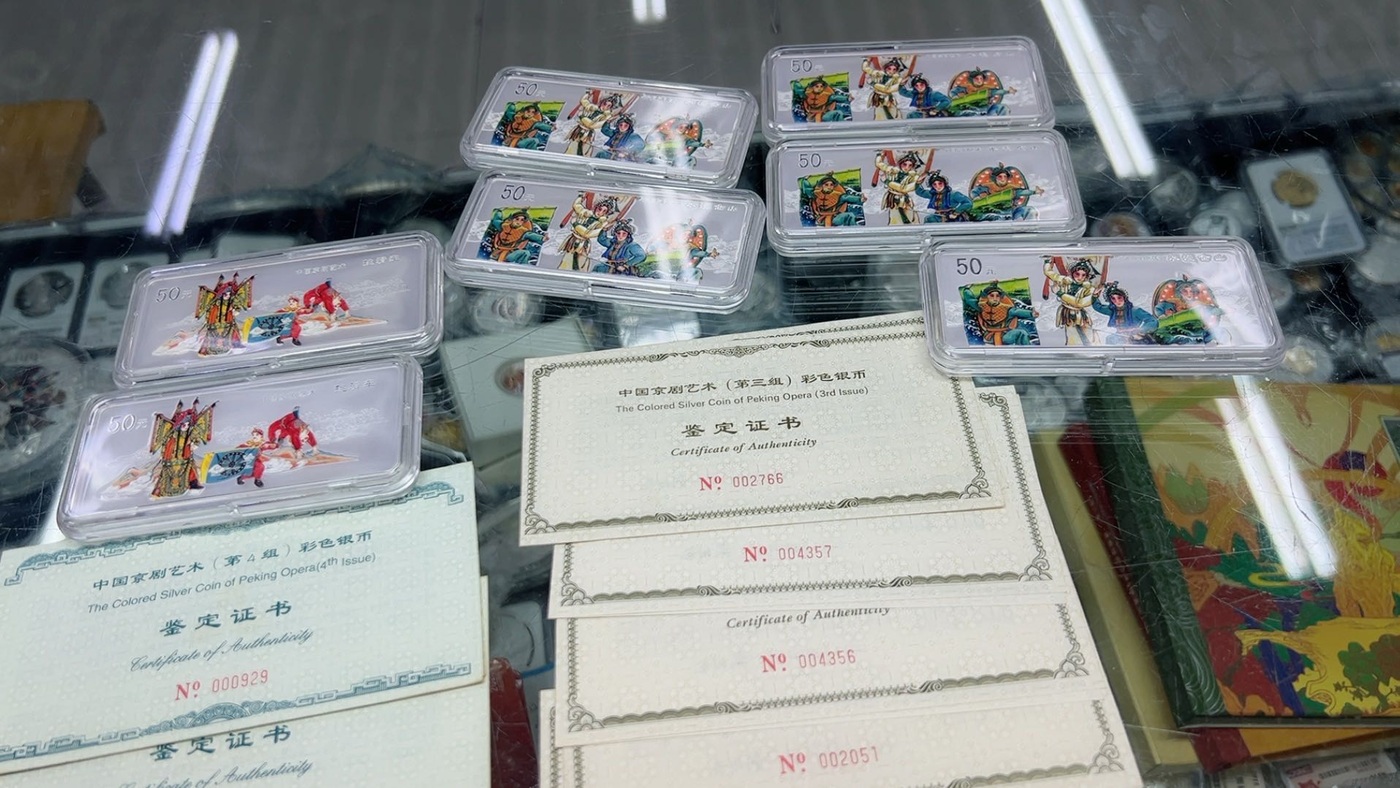 50元
50元
50元
50元
50元
50元
50元
中国京剧艺术（第三组）彩色银币
The Colored Silver Coin of Peking Opera (3rd Issue)
鉴定证书
Certificate of Authenticity
Nº 002766
Nº 004357
Certificate of Authenticity
Nº 004356
Nº 002051
中国京剧艺术（第4组）彩色银币
The Colored Silver Coin of Peking Opera(4th Issue)
鉴定证书
Certificate of Authenticity
Nº 000929
鉴定证书
Certificate of Authenticity